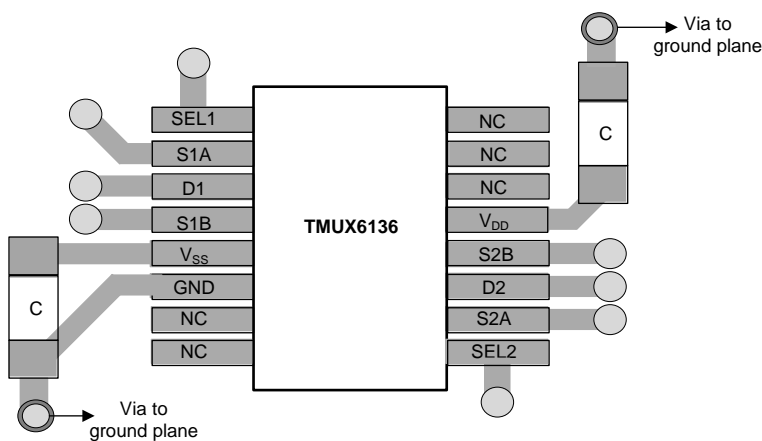 Via to
ground plane
SEL1
S1A
D1
S1B
VSS
GND
NC
NC
TMUX6136
NC
NC
NC
VDD
S2B
D2
S2A
SEL2
C
C
Via to
ground plane